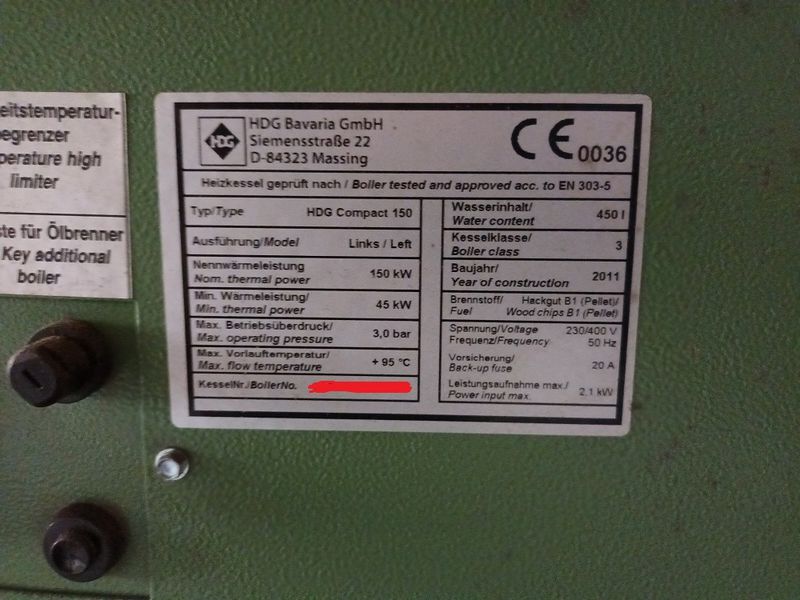 eitstemperatur-
egrenzer
perature high
limiter
ste für Ölbrenner
Key additional
boiler
HDG
HDG Bavaria GmbH
Siemensstraße 22
D-84323 Massing
CE 0036
Heizkessel geprüft nach / Boiler tested and approved acc. to EN 303-5
Typ/Type HDG Compact 150
Ausführung/Model Links / Left
Nennwärmeleistung
Nom. thermal power 150 kW
Min. Wärmeleistung/
Min. thermal power 45 kW
Max. Betriebsüberdruck/
Max. operating pressure 3,0 bar
Max. Vorlauftemperatur/
Max. flow temperature + 95 °C
KesselNr./BoilerNo.
Wasserinhalt/
Water content 450 l
Kesselklasse/
Boiler class 3
Baujahr/
Year of construction 2011
Brennstoff/ Hackgut B1 (Pellet)/
Fuel Wood chips B1 (Pellet)
Spannung/Voltage 230/400 V
Frequenz/Frequency 50 Hz
Vorsicherung/
Back-up fuse 20 A
Leistungsaufnahme max./
Power input max. 2,1 kW